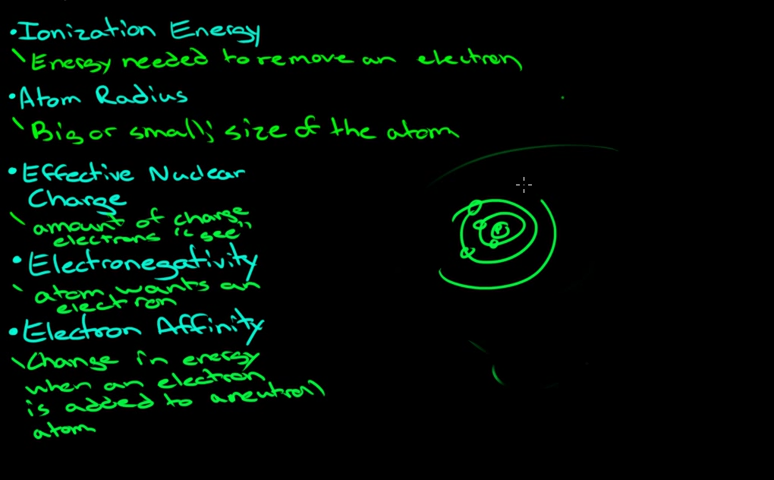 •Ionization Energy
\ Energy needed to remove an electron
•Atom Radius
\ Big or small; size of the atom
•Effective Nuclear
Charge
\ amount of charge
electrons "see"
•Electronegativity
\ atom wants an
electron
•Electron Affinity
\ Change in energy
when an electron
is added to a neutral
atom